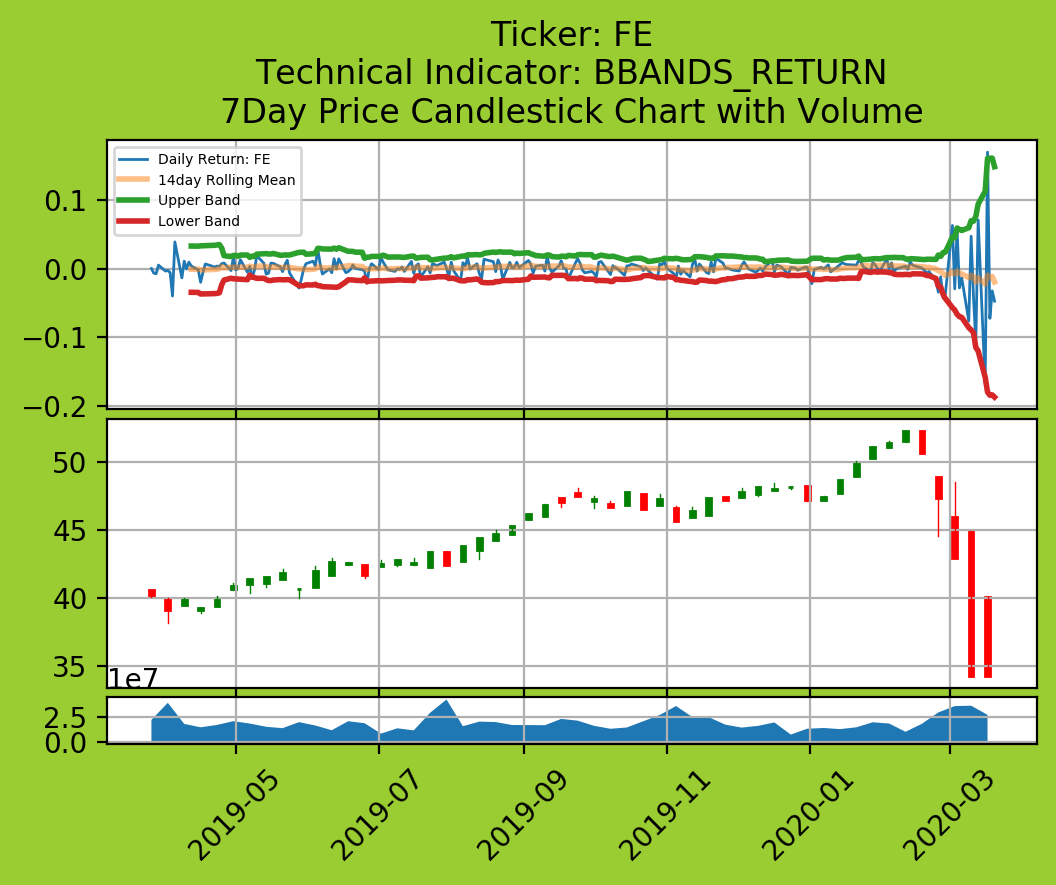 Ticker: FE
Technical Indicator: BBANDS_RETURN
7Day Price Candlestick Chart with Volume
Daily Return: FE
14day Rolling Mean
Upper Band
Lower Band
0.1
0.0
−0.1
−0.2
50
45
40
35
1e7
2.5
0.0
2019-05
2019-07
2019-09
2019-11
2020-01
2020-03